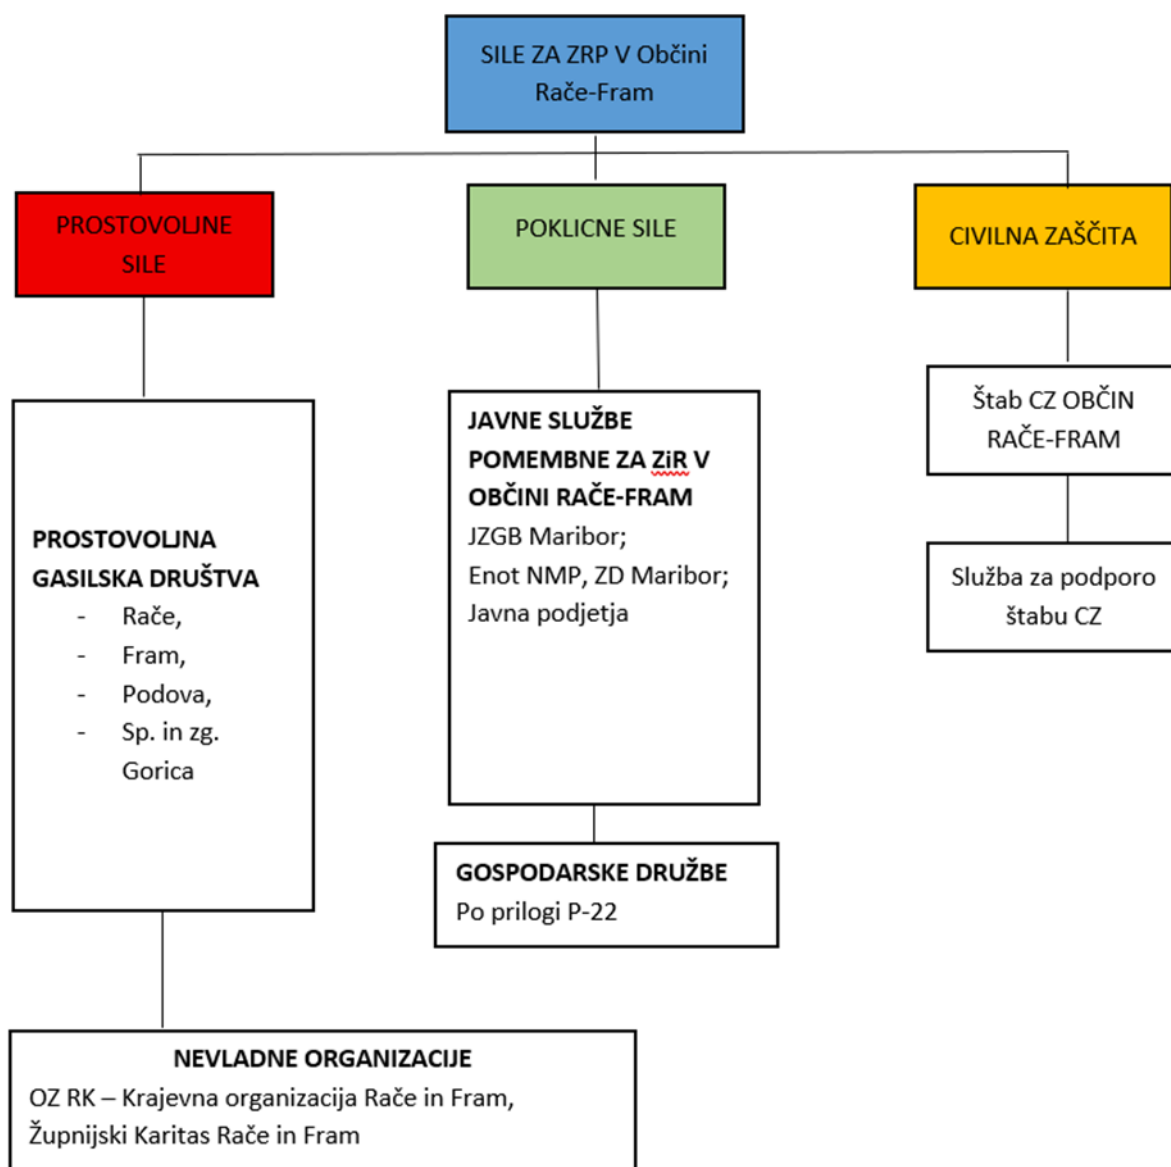 SILE ZA ZRP V Občini
Rače-Fram
PROSTOVOLJNE
SILE
POKLICNE SILE
CIVILNA ZAŠČITA
PROSTOVOLJNA
GASILSKA DRUŠTVA
- Rače,
- Fram,
- Podova,
- Sp. in zg.
Gorica
JAVNE SLUŽBE
POMEMBNE ZA ZiR V
OBČINI RAČE-FRAM
JZGB Maribor;
Enot NMP, ZD Maribor;
Javna podjetja
Štab CZ OBČIN
RAČE-FRAM
Služba za podporo
štabu CZ
GOSPODARSKE DRUŽBE
Po prilogi P-22
NEVLADNE ORGANIZACIJE
OZ RK – Krajevna organizacija Rače in Fram,
Župnijski Karitas Rače in Fram